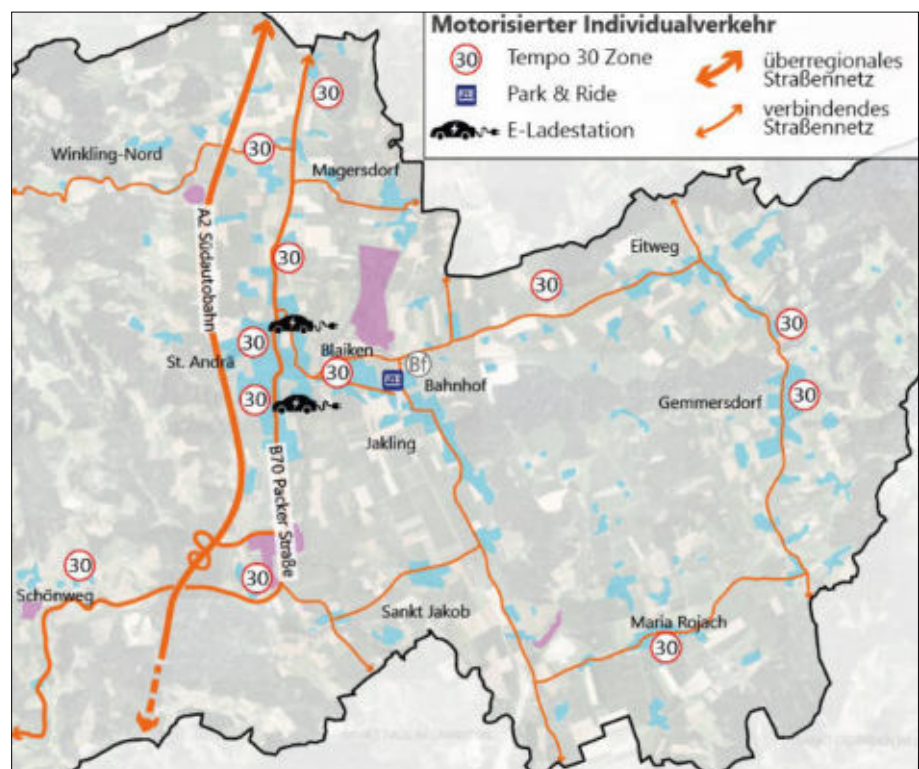 Motorisierter Individualverkehr
30 Tempo 30 Zone
P&R Park & Ride
E-Ladestation
überregionales
Straßennetz
verbindendes
Straßennetz
30
30
Winkling-Nord
Magersdorf
A2 Südautobahn
30
Eitweg
30
30
30
St. Andrä
Blaiken
30
Bf
Bahnhof
30
Gemmersdorf
30
Jakling
B70 Packer Straße
30
Schönweg
30
Sankt Jakob
Maria Rojach
30